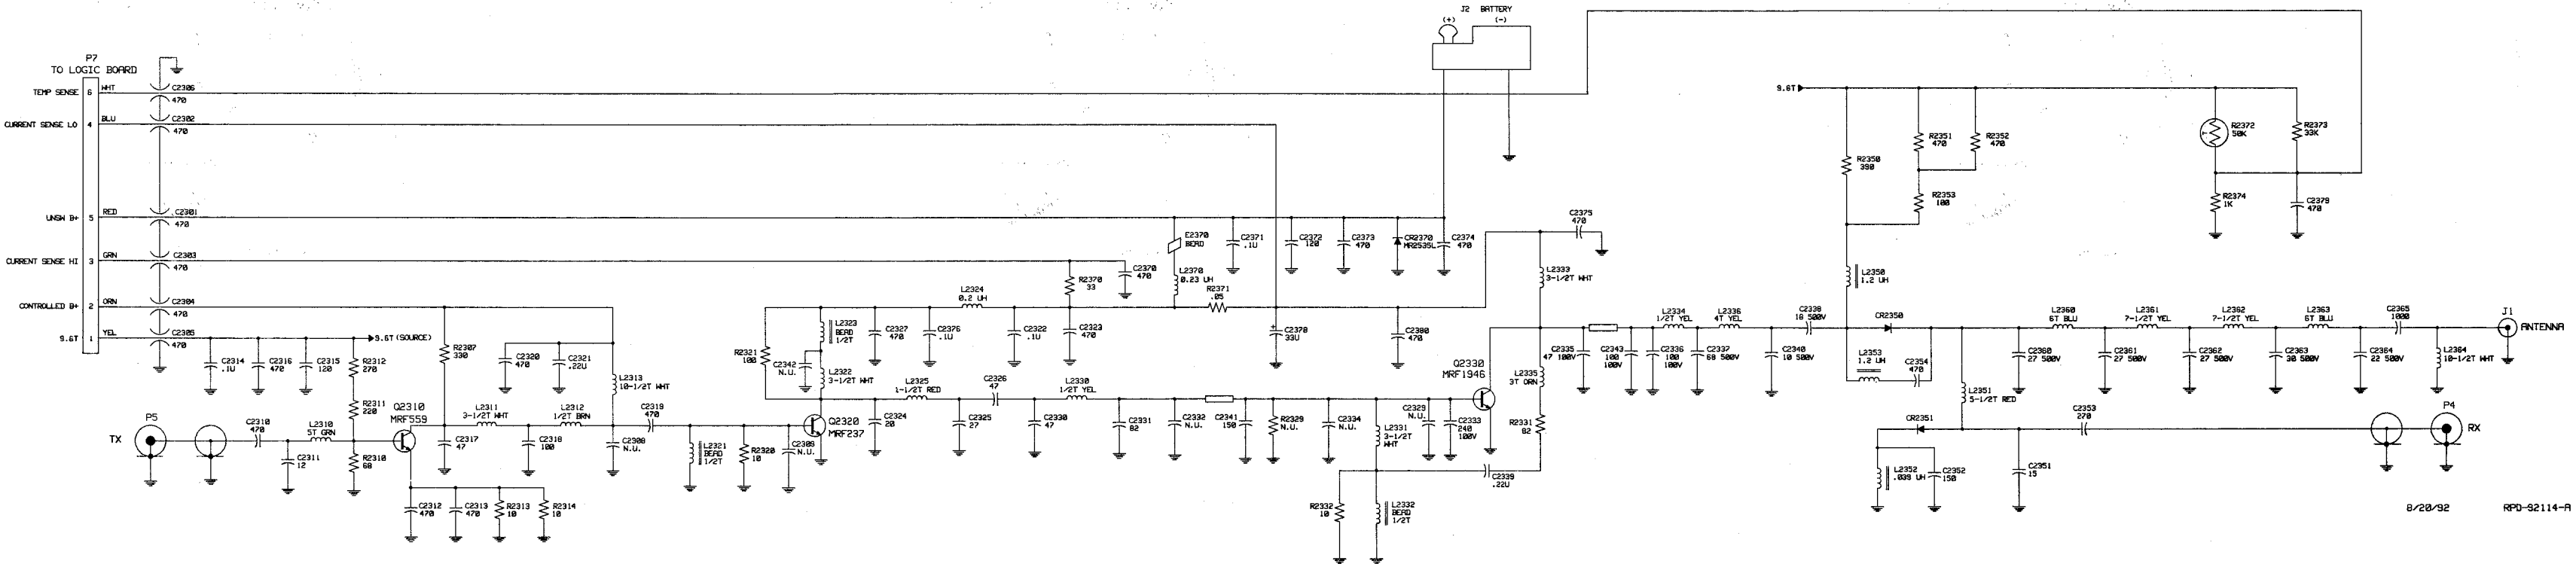 J2 BATTERY
(+) (-)
P7
TO LOGIC BOARD
TEMP SENSE 6 WHT C2306 470
CURRENT SENSE LO 4 BLU C2302 470
UNSW B+ 5 RED C2301 470
CURRENT SENSE HI 3 GRN C2303 470
CONTROLLED B+ 2 ORN C2304 470
9.6T 1 YEL C2305 470
9.6T (SOURCE)
C2314 .1U
C2316 470
C2315 120
R2312 270
R2311 220
R2307 330
C2320 470
C2321 .22U
L2313 10-1/2T WHT
P5
TX
C2310 470
C2311 12
L2310 5T GRN
R2310 68
Q2310 MRF559
C2317 47
L2311 3-1/2T WHT
C2318 100
L2312 1/2T BRN
C2308 N.U.
C2319 470
C2312 470
C2313 470
R2313 10
R2314 10
L2321 BEAD 1/2T
R2320 10
C2309 N.U.
Q2320 MRF237
R2321 100
L2323 BEAD 1/2T
C2342 N.U.
L2322 3-1/2T WHT
C2327 470
C2376 .1U
L2324 0.2 UH
C2322 .1U
C2323 470
R2370 33
C2370 470
E2370 BEAD
L2370 0.23 UH
R2371 .05
C2371 .1U
C2372 120
C2373 470
CR2370 MR2535L
C2374 470
C2378 33U
C2380 470
C2324 20
L2325 1-1/2T RED
C2325 27
C2326 47
C2330 47
L2330 1/2T YEL
C2331 82
C2332 N.U.
C2341 150
R2329 N.U.
C2334 N.U.
L2331 3-1/2T WHT
C2329 N.U.
C2333 240 100V
Q2330 MRF1946
R2332 10
L2332 BEAD 1/2T
C2339 .22U
R2331 82
L2335 3T ORN
L2333 3-1/2T WHT
C2375 470
C2335 47 100V
C2343 100 100V
C2336 100 100V
L2334 1/2T YEL
C2337 68 500V
L2336 4T YEL
C2340 10 500V
C2338 18 500V
9.6T
R2350 390
R2351 470
R2352 470
R2353 100
L2350 1.2 UH
CR2350
L2353 1.2 UH
C2354 470
L2351 5-1/2T RED
CR2351
L2352 .039 UH
C2352 150
C2351 15
C2353 270
R2372 50K
R2373 33K
R2374 1K
C2379 470
C2360 27 500V
L2360 6T BLU
C2361 27 500V
L2361 7-1/2T YEL
C2362 27 500V
L2362 7-1/2T YEL
C2363 30 500V
L2363 6T BLU
C2364 22 500V
C2365 1000
L2364 10-1/2T WHT
J1
ANTENNA
P4
RX
8/20/92 RPD-92114-A